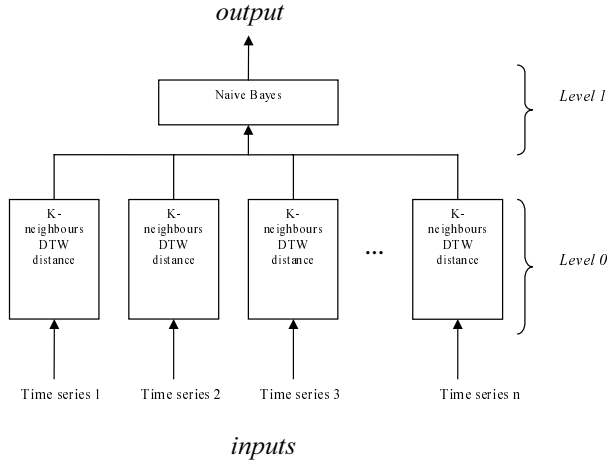 output
Naive Bayes
Level 1
K-
neighbours
DTW
distance
K-
neighbours
DTW
distance
K-
neighbours
DTW
distance
...
K-
neighbours
DTW
distance
Level 0
Time series 1
Time series 2
Time series 3
Time series n
inputs